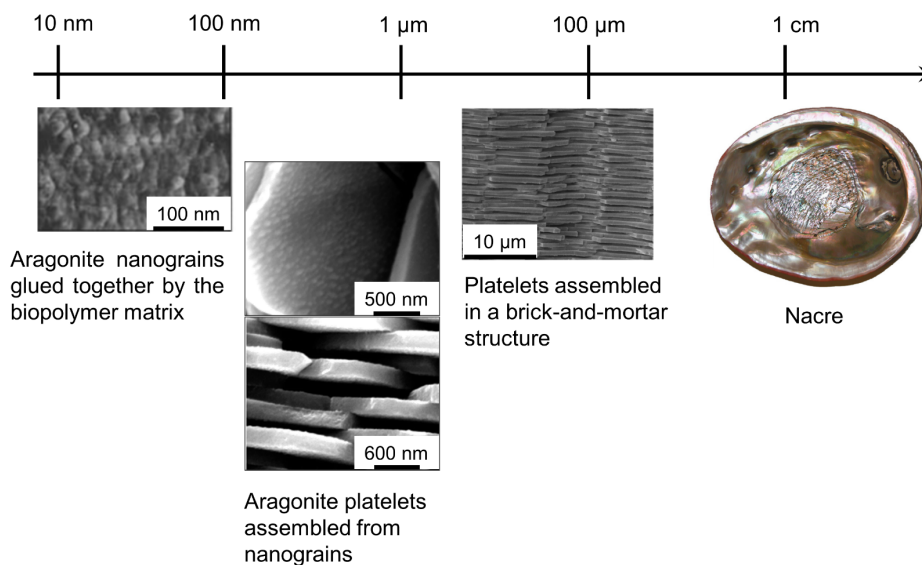 10 nm
100 nm
1 µm
100 µm
1 cm
100 nm
Aragonite nanograins
glued together by the
biopolymer matrix
500 nm
600 nm
Aragonite platelets
assembled from
nanograins
10 µm
Platelets assembled
in a brick-and-mortar
structure
Nacre